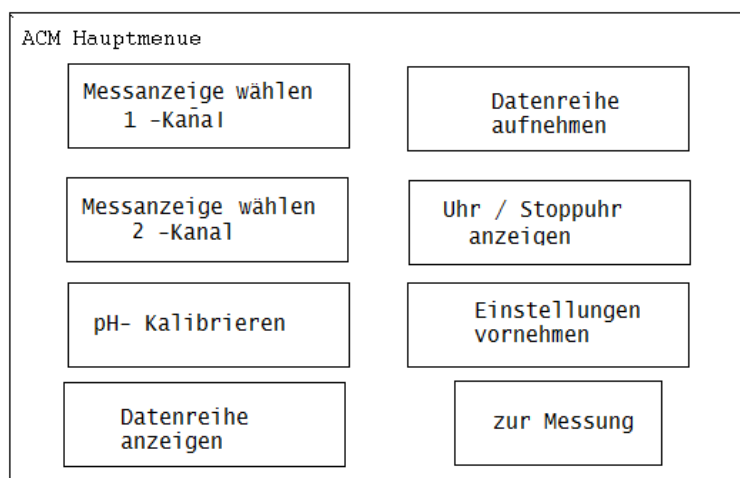 ACM Hauptmenue
Messanzeige wählen
1 -Kanal
Datenreihe
aufnehmen
Messanzeige wählen
2 -Kanal
Uhr / Stoppuhr
anzeigen
pH- Kalibrieren
Einstellungen
vornehmen
Datenreihe
anzeigen
zur Messung